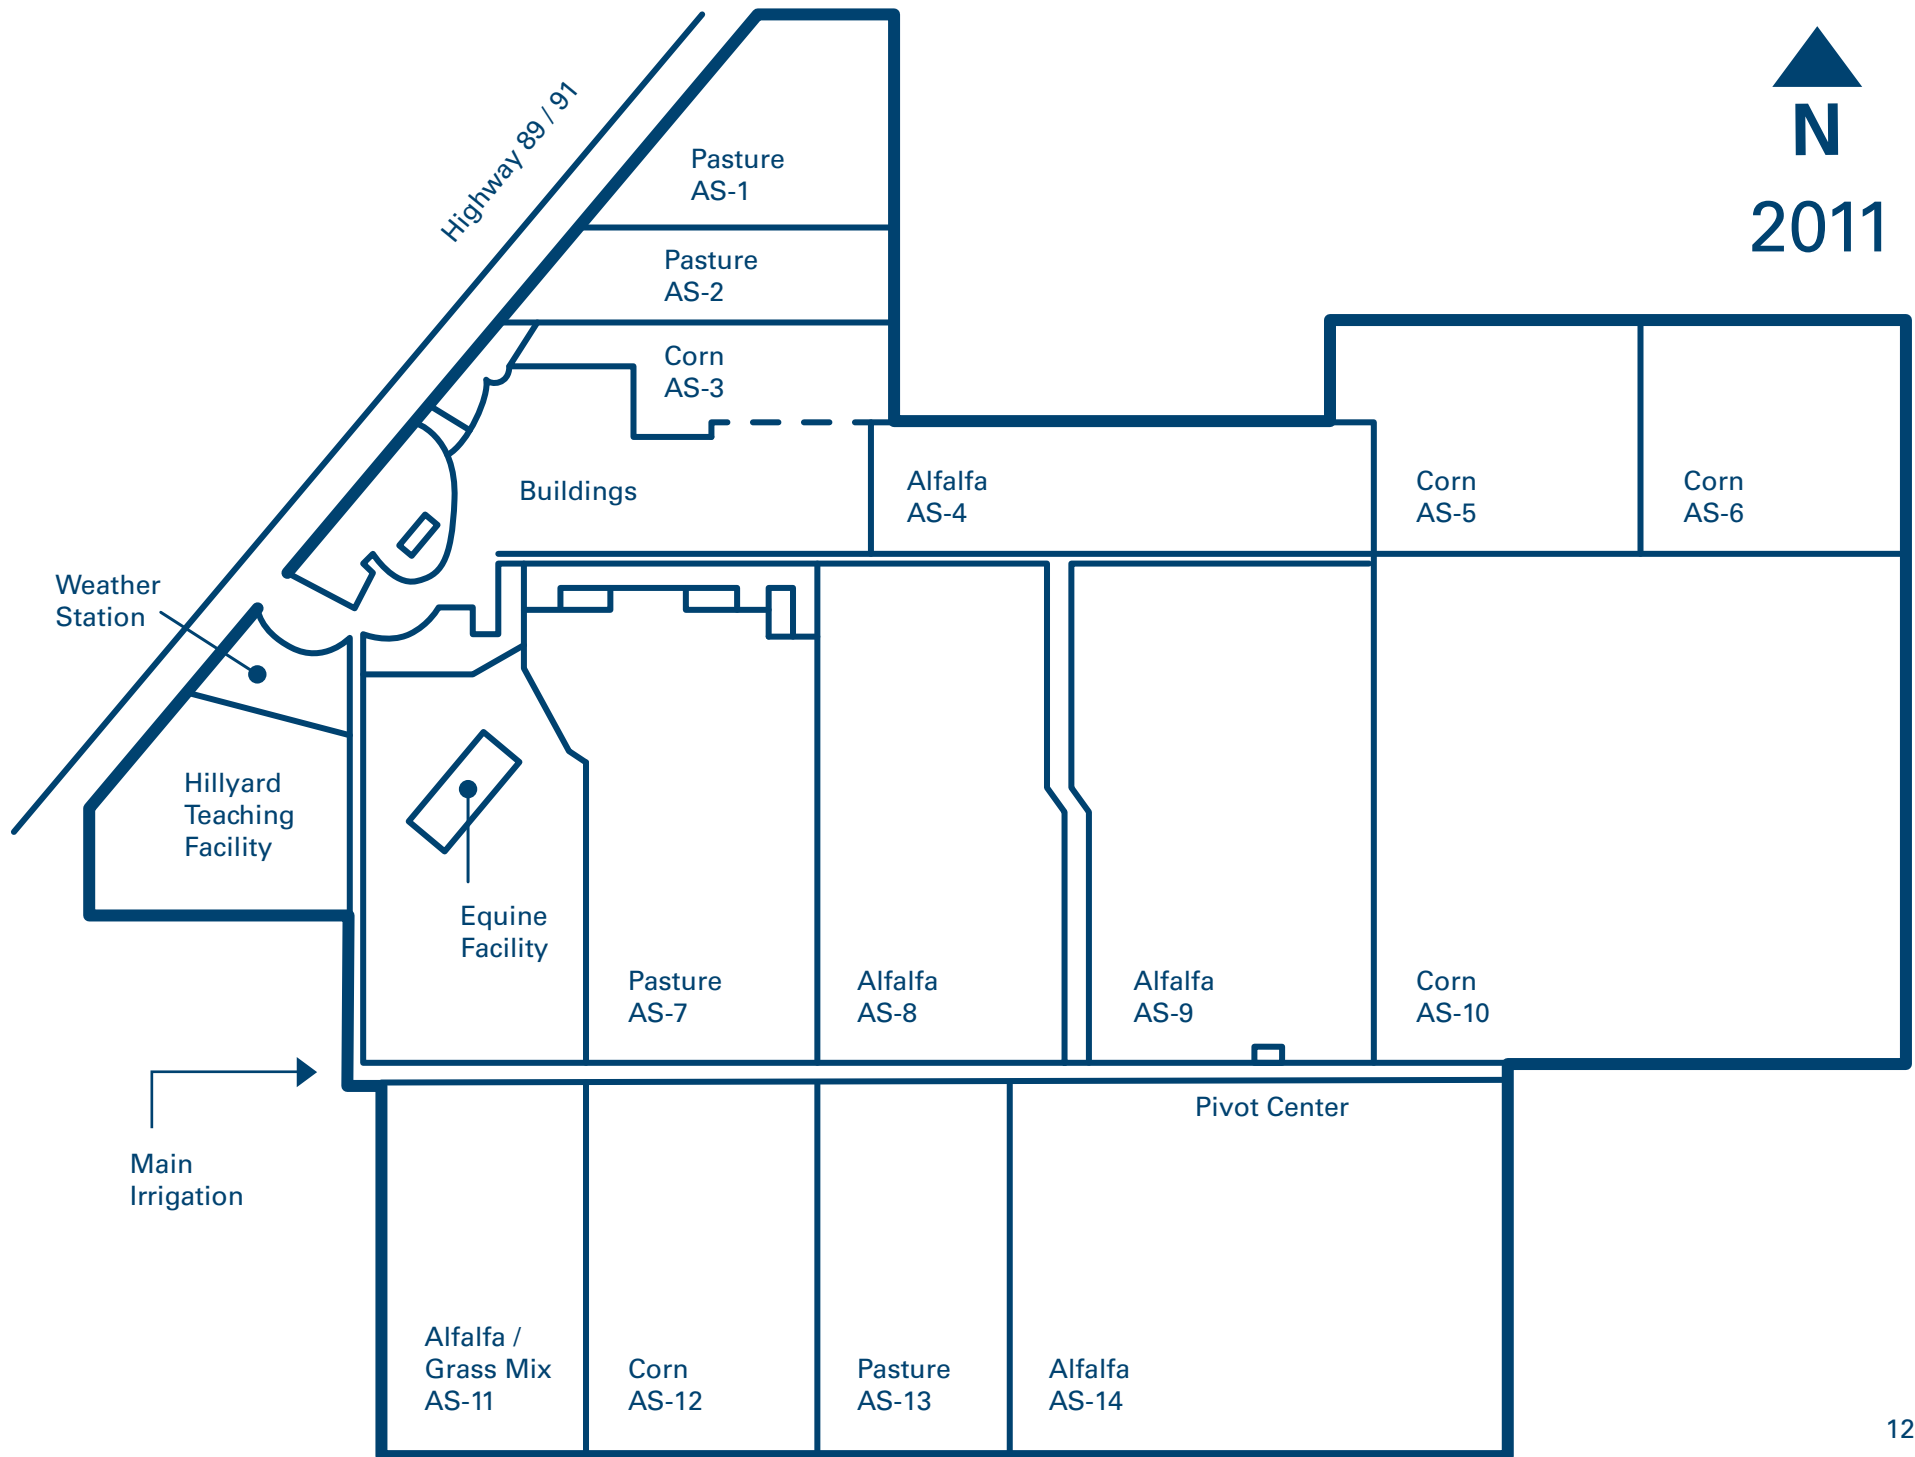 Highway 89 / 91
N
2011
Pasture
AS-1
Pasture
AS-2
Corn
AS-3
Buildings
Alfalfa
AS-4
Corn
AS-5
Corn
AS-6
Weather
Station
Hillyard
Teaching
Facility
Equine
Facility
Pasture
AS-7
Alfalfa
AS-8
Alfalfa
AS-9
Corn
AS-10
Pivot Center
Main
Irrigation
Alfalfa /
Grass Mix
AS-11
Corn
AS-12
Pasture
AS-13
Alfalfa
AS-14
12